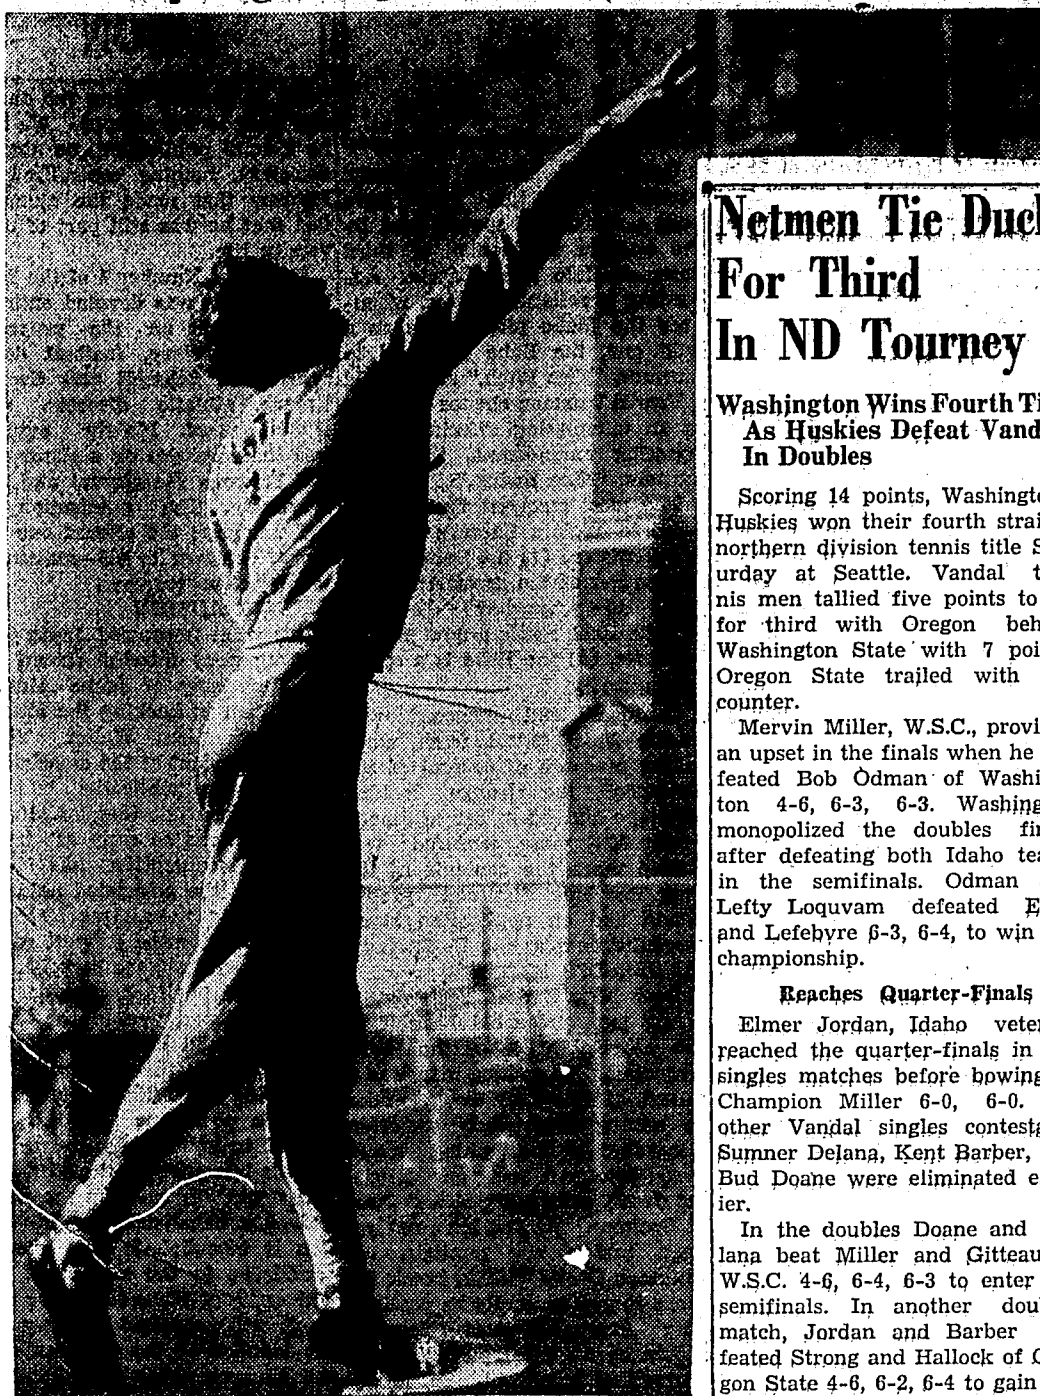 Netmen Tie Duc
For Third
In ND Tourney
Washington Wins Fourth Ti
As Huskies Defeat Vand
In Doubles
Scoring 14 points, Washingt
Huskies won their fourth strai
northern division tennis title S
urday at Seattle. Vandal t
nis men tallied five points to
for third with Oregon beh
Washington State with 7 poi
Oregon State trailed with
counter.
Mervin Miller, W.S.C., provi
an upset in the finals when he
feated Bob Odman of Washi
ton 4-6, 6-3, 6-3. Washing
monopolized the doubles fi
after defeating both Idaho tea
in the semifinals. Odman
Lefty Loquvam defeated E
and Lefebvre 6-3, 6-4, to win
championship.
Reaches Quarter-Finals
Elmer Jordan, Idaho vete
reached the quarter-finals in
singles matches before bowing
Champion Miller 6-0, 6-0.
other Vandal singles contest
Sumner Delana, Kent Barber,
Bud Doane were eliminated e
ier.
In the doubles Doane and
lana beat Miller and Gitteau
W.S.C. 4-6, 6-4, 6-3 to enter
semifinals. In another dou
match, Jordan and Barber
feated Strong and Hallock of O
gon State 4-6, 6-2, 6-4 to gain